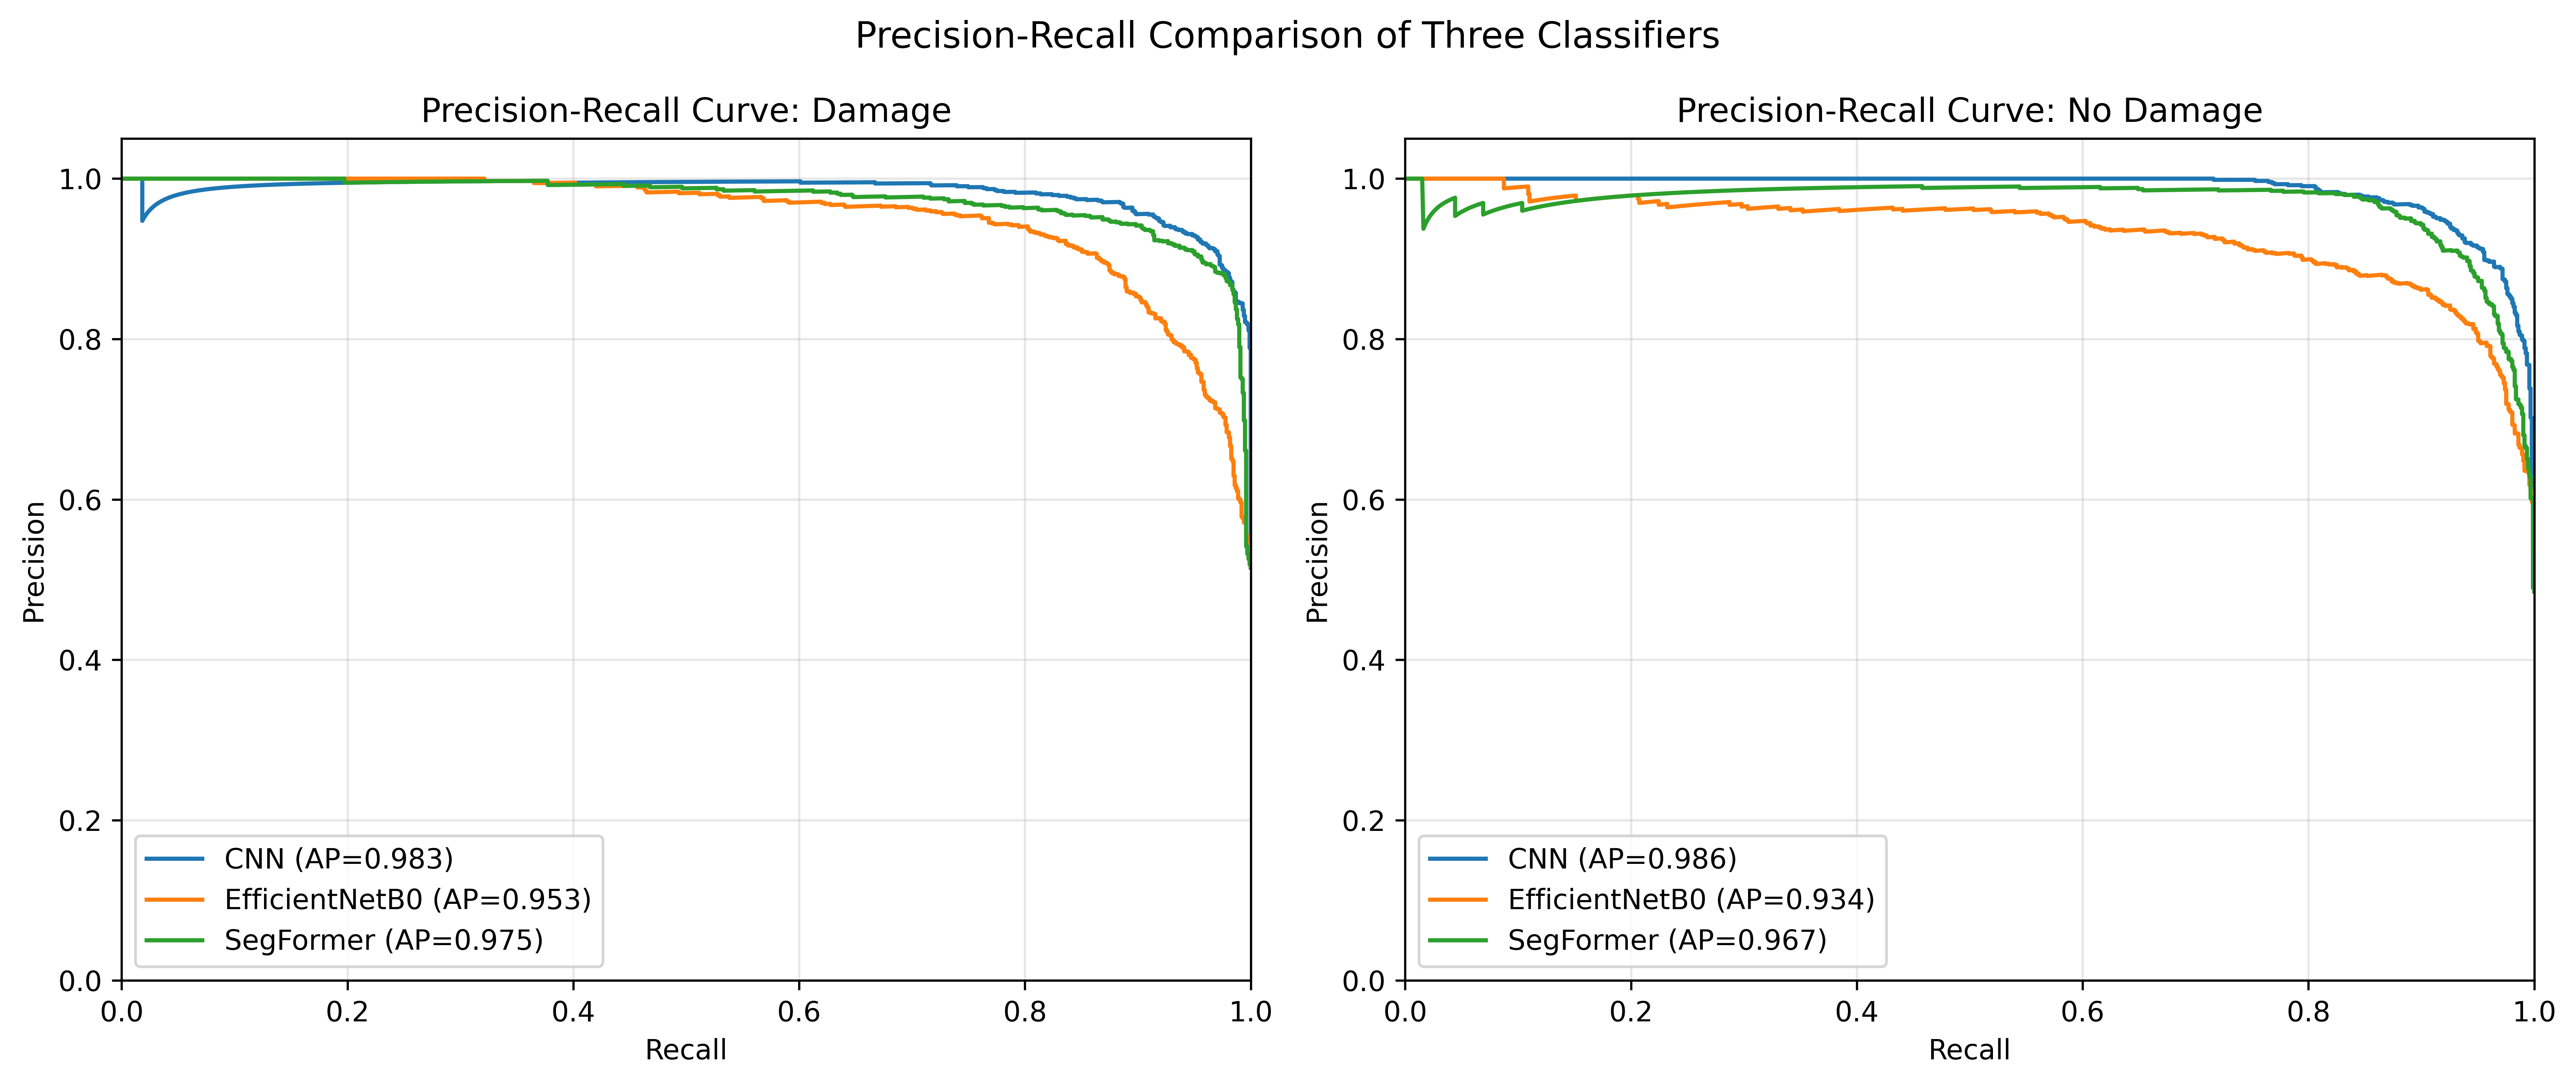 Precision-Recall Comparison of Three Classifiers
Precision-Recall Curve: Damage
Precision
1.0
0.8
0.6
0.4
0.2
0.0
CNN (AP=0.983)
EfficientNetB0 (AP=0.953)
SegFormer (AP=0.975)
0.0 0.2 0.4 0.6 0.8 1.0
Recall
Precision-Recall Curve: No Damage
Precision
1.0
0.8
0.6
0.4
0.2
0.0
CNN (AP=0.986)
EfficientNetB0 (AP=0.934)
SegFormer (AP=0.967)
0.0 0.2 0.4 0.6 0.8 1.0
Recall